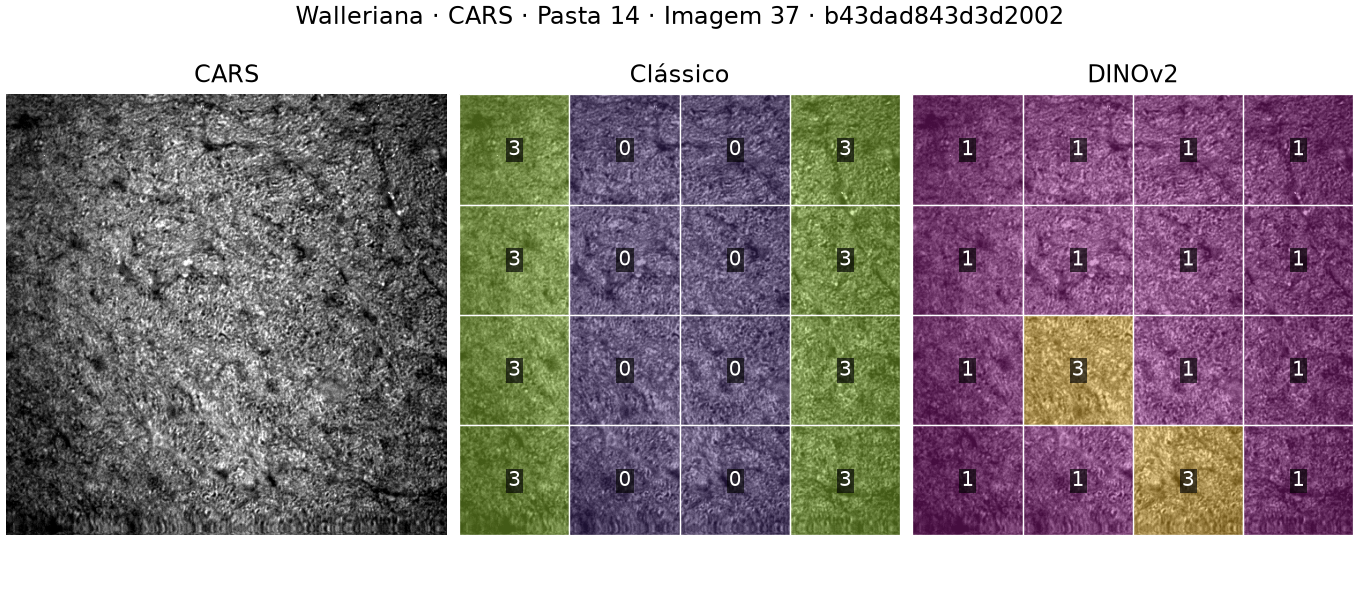 Walleriana · CARS · Pasta 14 · Imagem 37 · b43dad843d3d2002
CARS Clássico DINOv2
3 0 0 3 1 1 1 1
3 0 0 3 1 1 1 1
3 0 0 3 1 3 1 1
3 0 0 3 1 1 3 1